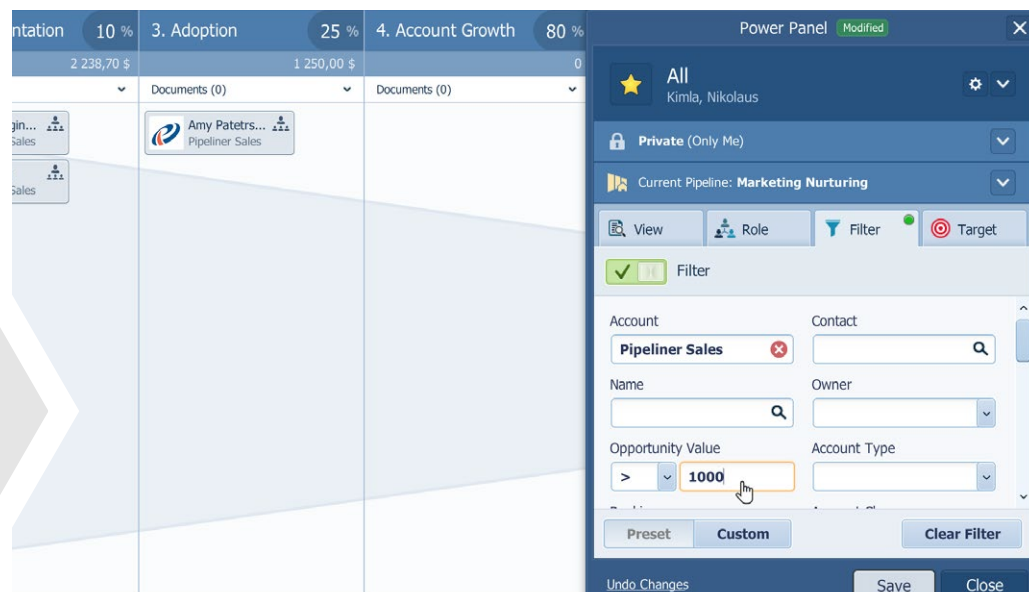 ntation 10 % 3. Adoption 25 % 4. Account Growth 80 %
2 238,70 $ 1 250,00 $ 0
Documents (0) Documents (0)
gin... Amy Patetrs...
Sales Pipeliner Sales
Sales
Power Panel Modified
All
Kimla, Nikolaus
Private (Only Me)
Current Pipeline: Marketing Nurturing
View Role Filter Target
Filter
Account Contact
Pipeliner Sales
Name Owner
Opportunity Value Account Type
> 1000
Preset Custom Clear Filter
Undo Changes Save Close